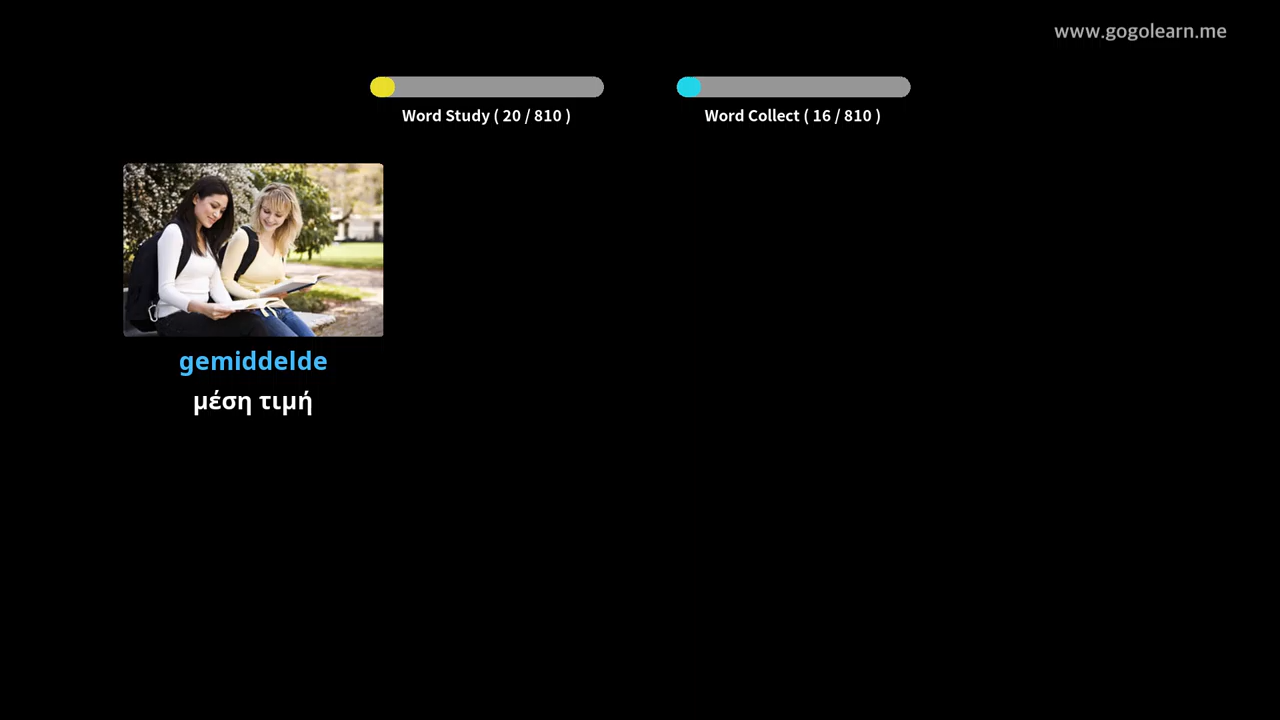 www.gogolearn.me
Word Study ( 20 / 810 )
Word Collect ( 16 / 810 )
gemiddelde
μέση τιμή